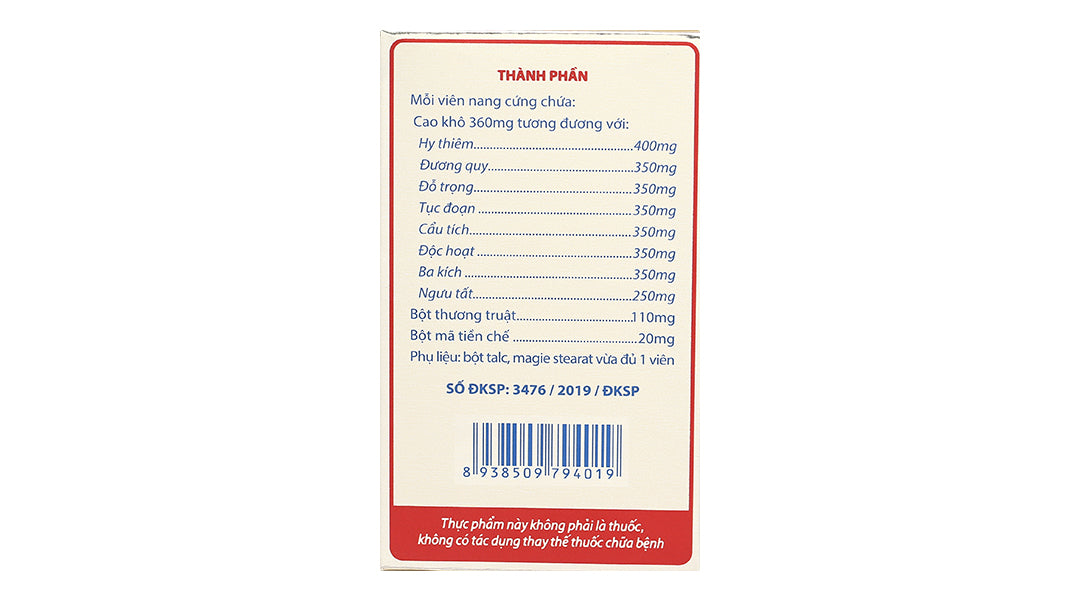 THÀNH PHẦN
Mỗi viên nang cứng chứa:
Cao khô 360mg tương đương với:
Hy thiêm.......................................400mg
Đương quy...................................350mg
Đỗ trọng.......................................350mg
Tục đoạn ......................................350mg
Cẩu tích........................................350mg
Độc hoạt ......................................350mg
Ba kích .........................................350mg
Ngưu tất.......................................250mg
Bột thương truật............................110mg
Bột mã tiền chế ..............................20mg
Phụ liệu: bột talc, magie stearat vừa đủ 1 viên
SỐ ĐKSP: 3476 / 2019 / ĐKSP
8 938509 794019
Thực phẩm này không phải là thuốc,
không có tác dụng thay thế thuốc chữa bệnh